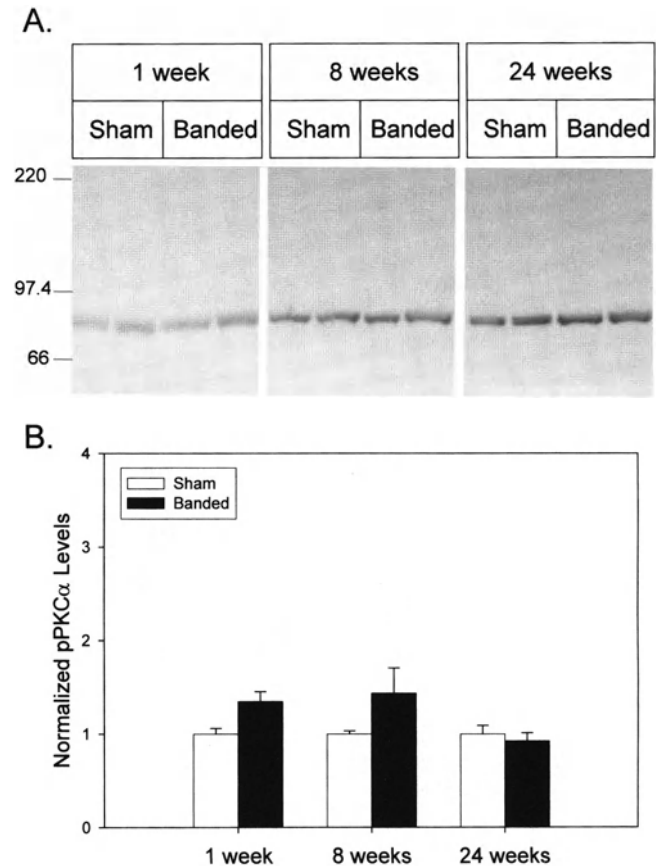 A.
1 week 8 weeks 24 weeks
Sham Banded Sham Banded Sham Banded
220
97.4
66
B.
4
Sham
Banded
3
2
1
0
Normalized pPKCα Levels
1 week 8 weeks 24 weeks